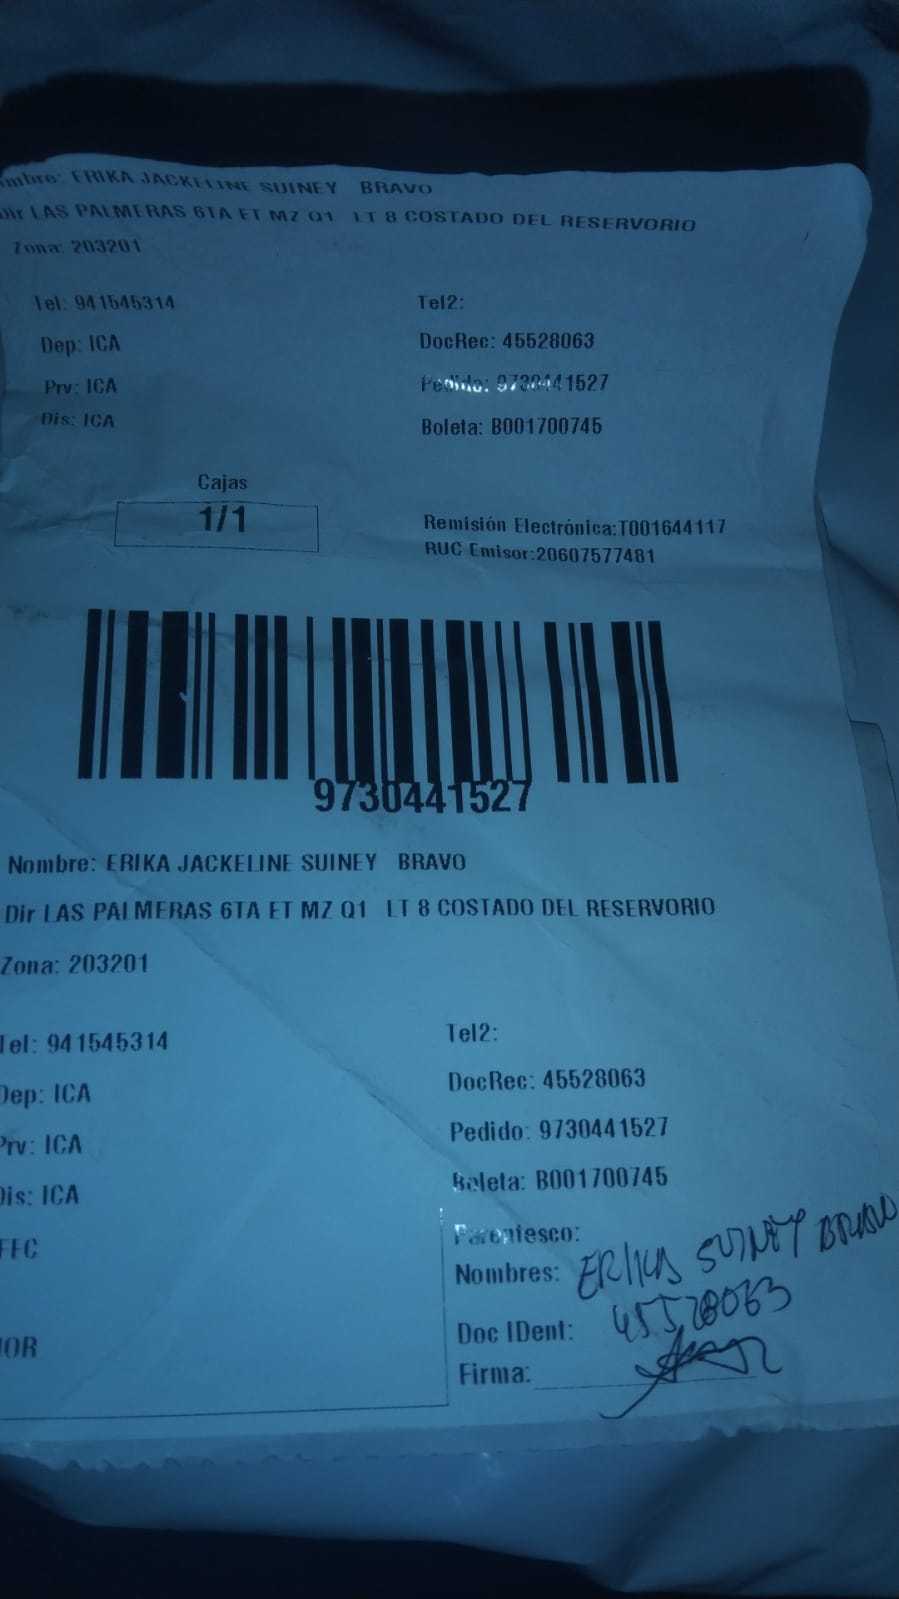 mbre: ERIKA JACKELINE SUINEY BRAVO
Dir LAS PALMERAS 6TA ET MZ Q1 LT 8 COSTADO DEL RESERVORIO
Zona: 203201
Tel: 941545314 Tel2:
Dep: ICA DocRec: 45528063
Prv: ICA Pedido: 9730441527
Dis: ICA Boleta: B001700745
Cajas
1/1
Remisión Electrónica:T001644117
RUC Emisor:20607577481
9730441527
Nombre: ERIKA JACKELINE SUINEY BRAVO
Dir LAS PALMERAS 6TA ET MZ Q1 LT 8 COSTADO DEL RESERVORIO
Zona: 203201
Tel: 941545314 Tel2:
Dep: ICA DocRec: 45528063
Prv: ICA Pedido: 9730441527
Dis: ICA Boleta: B001700745
Parentesco:
Nombres: ERIKA SUINEY BRAVO
Doc IDent: 45528063
Firma: